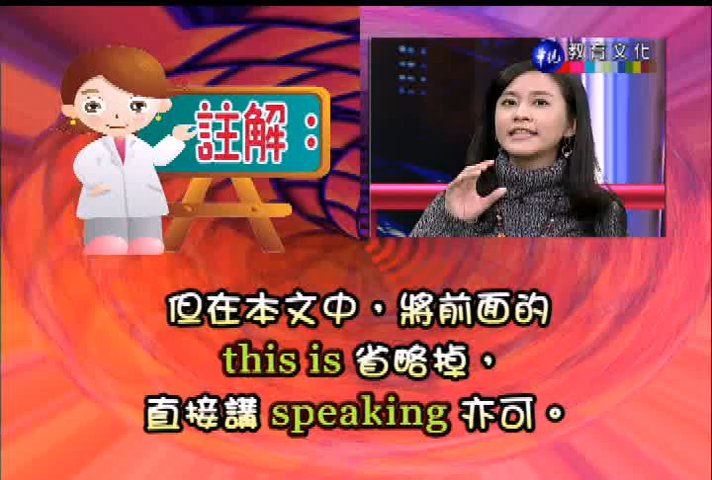 華視
教育文化
註解：
但在本文中，將前面的
this is 省略掉，
直接講 speaking 亦可。